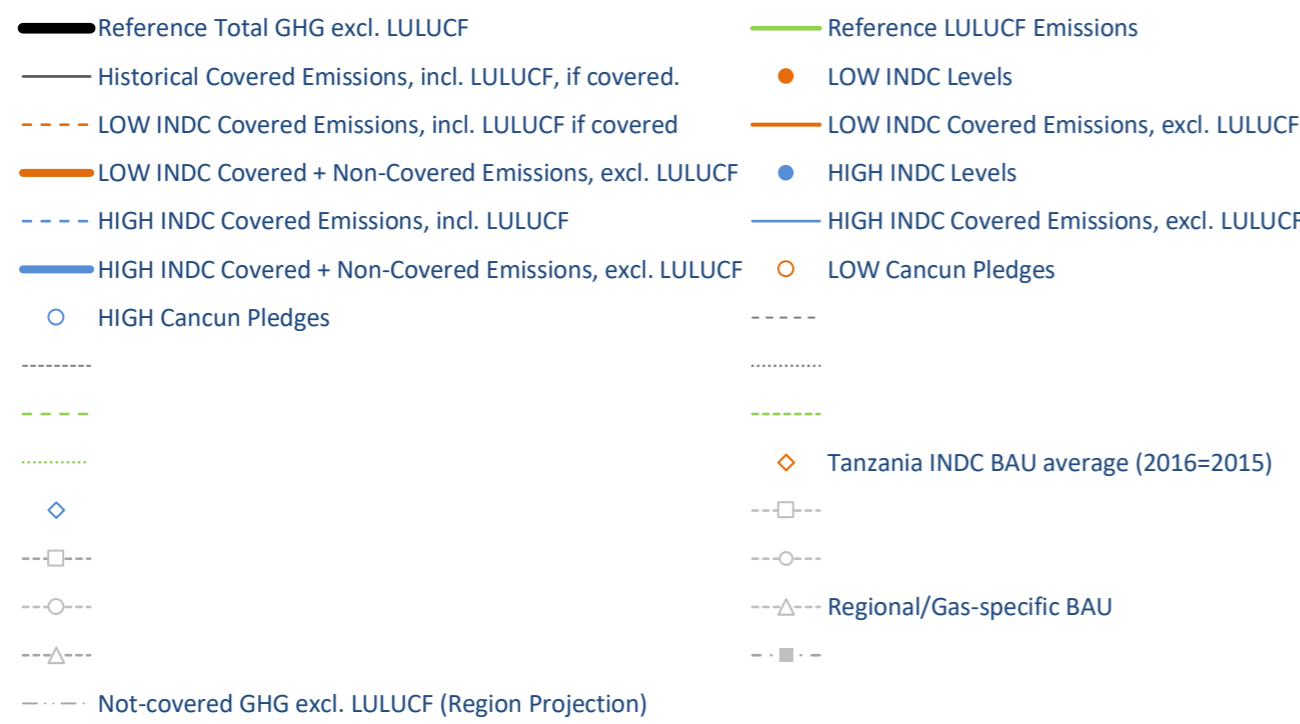 Reference Total GHG excl. LULUCF
Reference LULUCF Emissions
Historical Covered Emissions, incl. LULUCF, if covered.
LOW INDC Levels
LOW INDC Covered Emissions, incl. LULUCF if covered
LOW INDC Covered Emissions, excl. LULUCF
LOW INDC Covered + Non-Covered Emissions, excl. LULUCF
HIGH INDC Levels
HIGH INDC Covered Emissions, incl. LULUCF
HIGH INDC Covered Emissions, excl. LULUCF
HIGH INDC Covered + Non-Covered Emissions, excl. LULUCF
LOW Cancun Pledges
HIGH Cancun Pledges
Tanzania INDC BAU average (2016=2015)
Regional/Gas-specific BAU
Not-covered GHG excl. LULUCF (Region Projection)